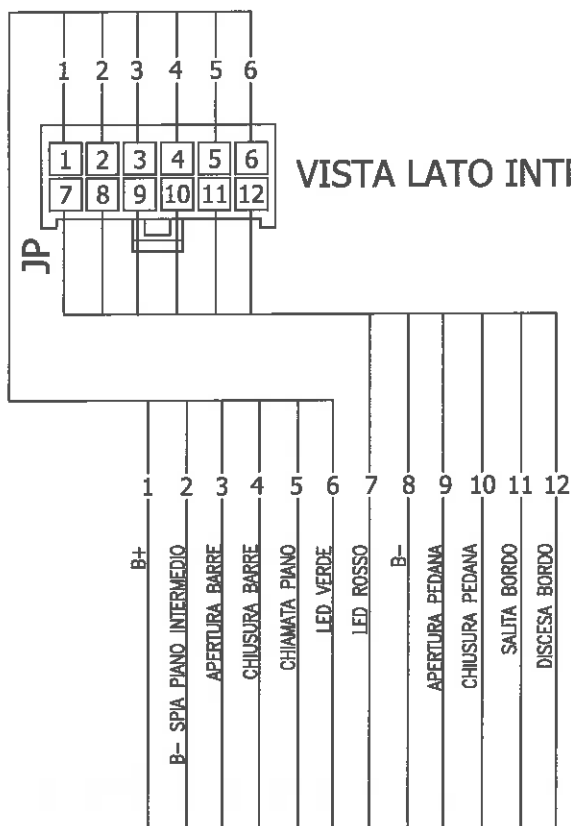 1 2 3 4 5 6
1 2 3 4 5 6
VISTA LATO
7 8 9 10 11 12
JP
1 2 3 4 5 6 7 8 9 10 11 12
B+
B- SPIA PIANO INTERMEDIO
APERTURA BARRE
CHIUSURA BARRE
CHIAMATA PIANO
LED VERDE
LED ROSSO
B-
APERTURA PEDANA
CHIUSURA PEDANA
SALITA BORDO
DISCESA BORDO